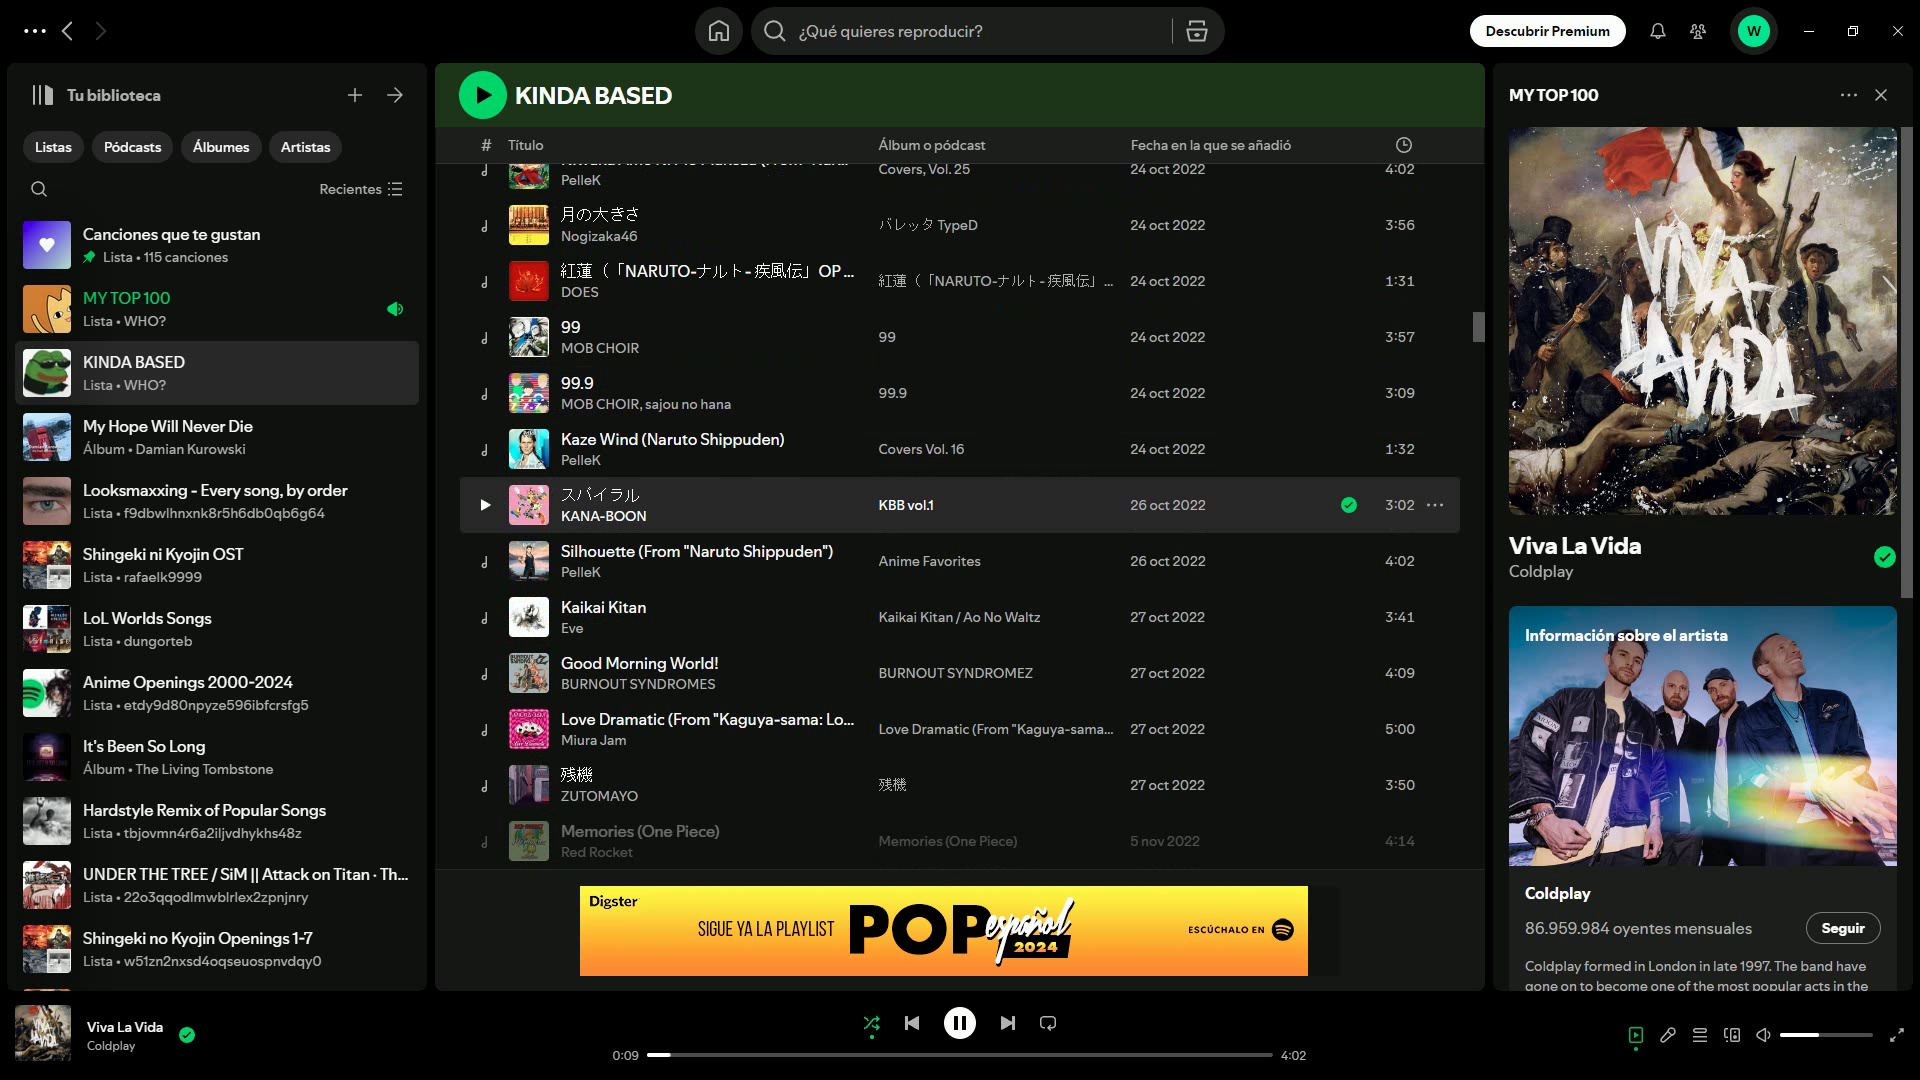 ¿Qué quieres reproducir?
Descubrir Premium
W
Tu biblioteca
Listas
Pódcasts
Álbumes
Artistas
Recientes
Canciones que te gustan
Lista • 115 canciones
MY TOP 100
Lista • WHO?
KINDA BASED
Lista • WHO?
My Hope Will Never Die
Álbum • Damian Kurowski
Looksmaxxing - Every song, by order
Lista • f9dbwlhnxnk8r5h6db0qb6g64
Shingeki ni Kyojin OST
Lista • rafaelk9999
LoL Worlds Songs
Lista • dungorteb
Anime Openings 2000-2024
Lista • etdy9d80npyze596ibfcrsfg5
It's Been So Long
Álbum • The Living Tombstone
Hardstyle Remix of Popular Songs
Lista • tbjovmn4r6a2iljvdhykhs48z
UNDER THE TREE / SiM || Attack on Titan · Th...
Lista • 22o3qqodlmwblrlex2zpnjnry
Shingeki no Kyojin Openings 1-7
Lista • w51zn2nxsd4oqseuospnvdqy0
KINDA BASED
# Título Álbum o pódcast Fecha en la que se añadió
PelleK Covers, Vol. 25 24 oct 2022 4:02
月の大きさ
Nogizaka46 バレッタ TypeD 24 oct 2022 3:56
紅蓮（「NARUTO-ナルト- 疾風伝」OP ...
DOES 紅蓮（「NARUTO-ナルト- 疾風伝」 ... 24 oct 2022 1:31
99
MOB CHOIR 99 24 oct 2022 3:57
99.9
MOB CHOIR, sajou no hana 99.9 24 oct 2022 3:09
Kaze Wind (Naruto Shippuden)
PelleK Covers Vol. 16 24 oct 2022 1:32
スパイラル
KANA-BOON KBB vol.1 26 oct 2022 3:02
Silhouette (From "Naruto Shippuden")
PelleK Anime Favorites 26 oct 2022 4:02
Kaikai Kitan
Eve Kaikai Kitan / Ao No Waltz 27 oct 2022 3:41
Good Morning World!
BURNOUT SYNDROMES BURNOUT SYNDROMEZ 27 oct 2022 4:09
Love Dramatic (From "Kaguya-sama: Lo...
Miura Jam Love Dramatic (From "Kaguya-sama... 27 oct 2022 5:00
残機
ZUTOMAYO 残機 27 oct 2022 3:50
Memories (One Piece)
Red Rocket Memories (One Piece) 5 nov 2022 4:14
Digster
SIGUE YA LA PLAYLIST POP español 2024 ESCÚCHALO EN
MY TOP 100
VIVA LA VIDA
Viva La Vida
Coldplay
Información sobre el artista
Coldplay
86.959.984 oyentes mensuales
Seguir
Coldplay formed in London in late 1997. The band have
gone on to become one of the most popular acts in the
Viva La Vida
Coldplay
0:09
4:02